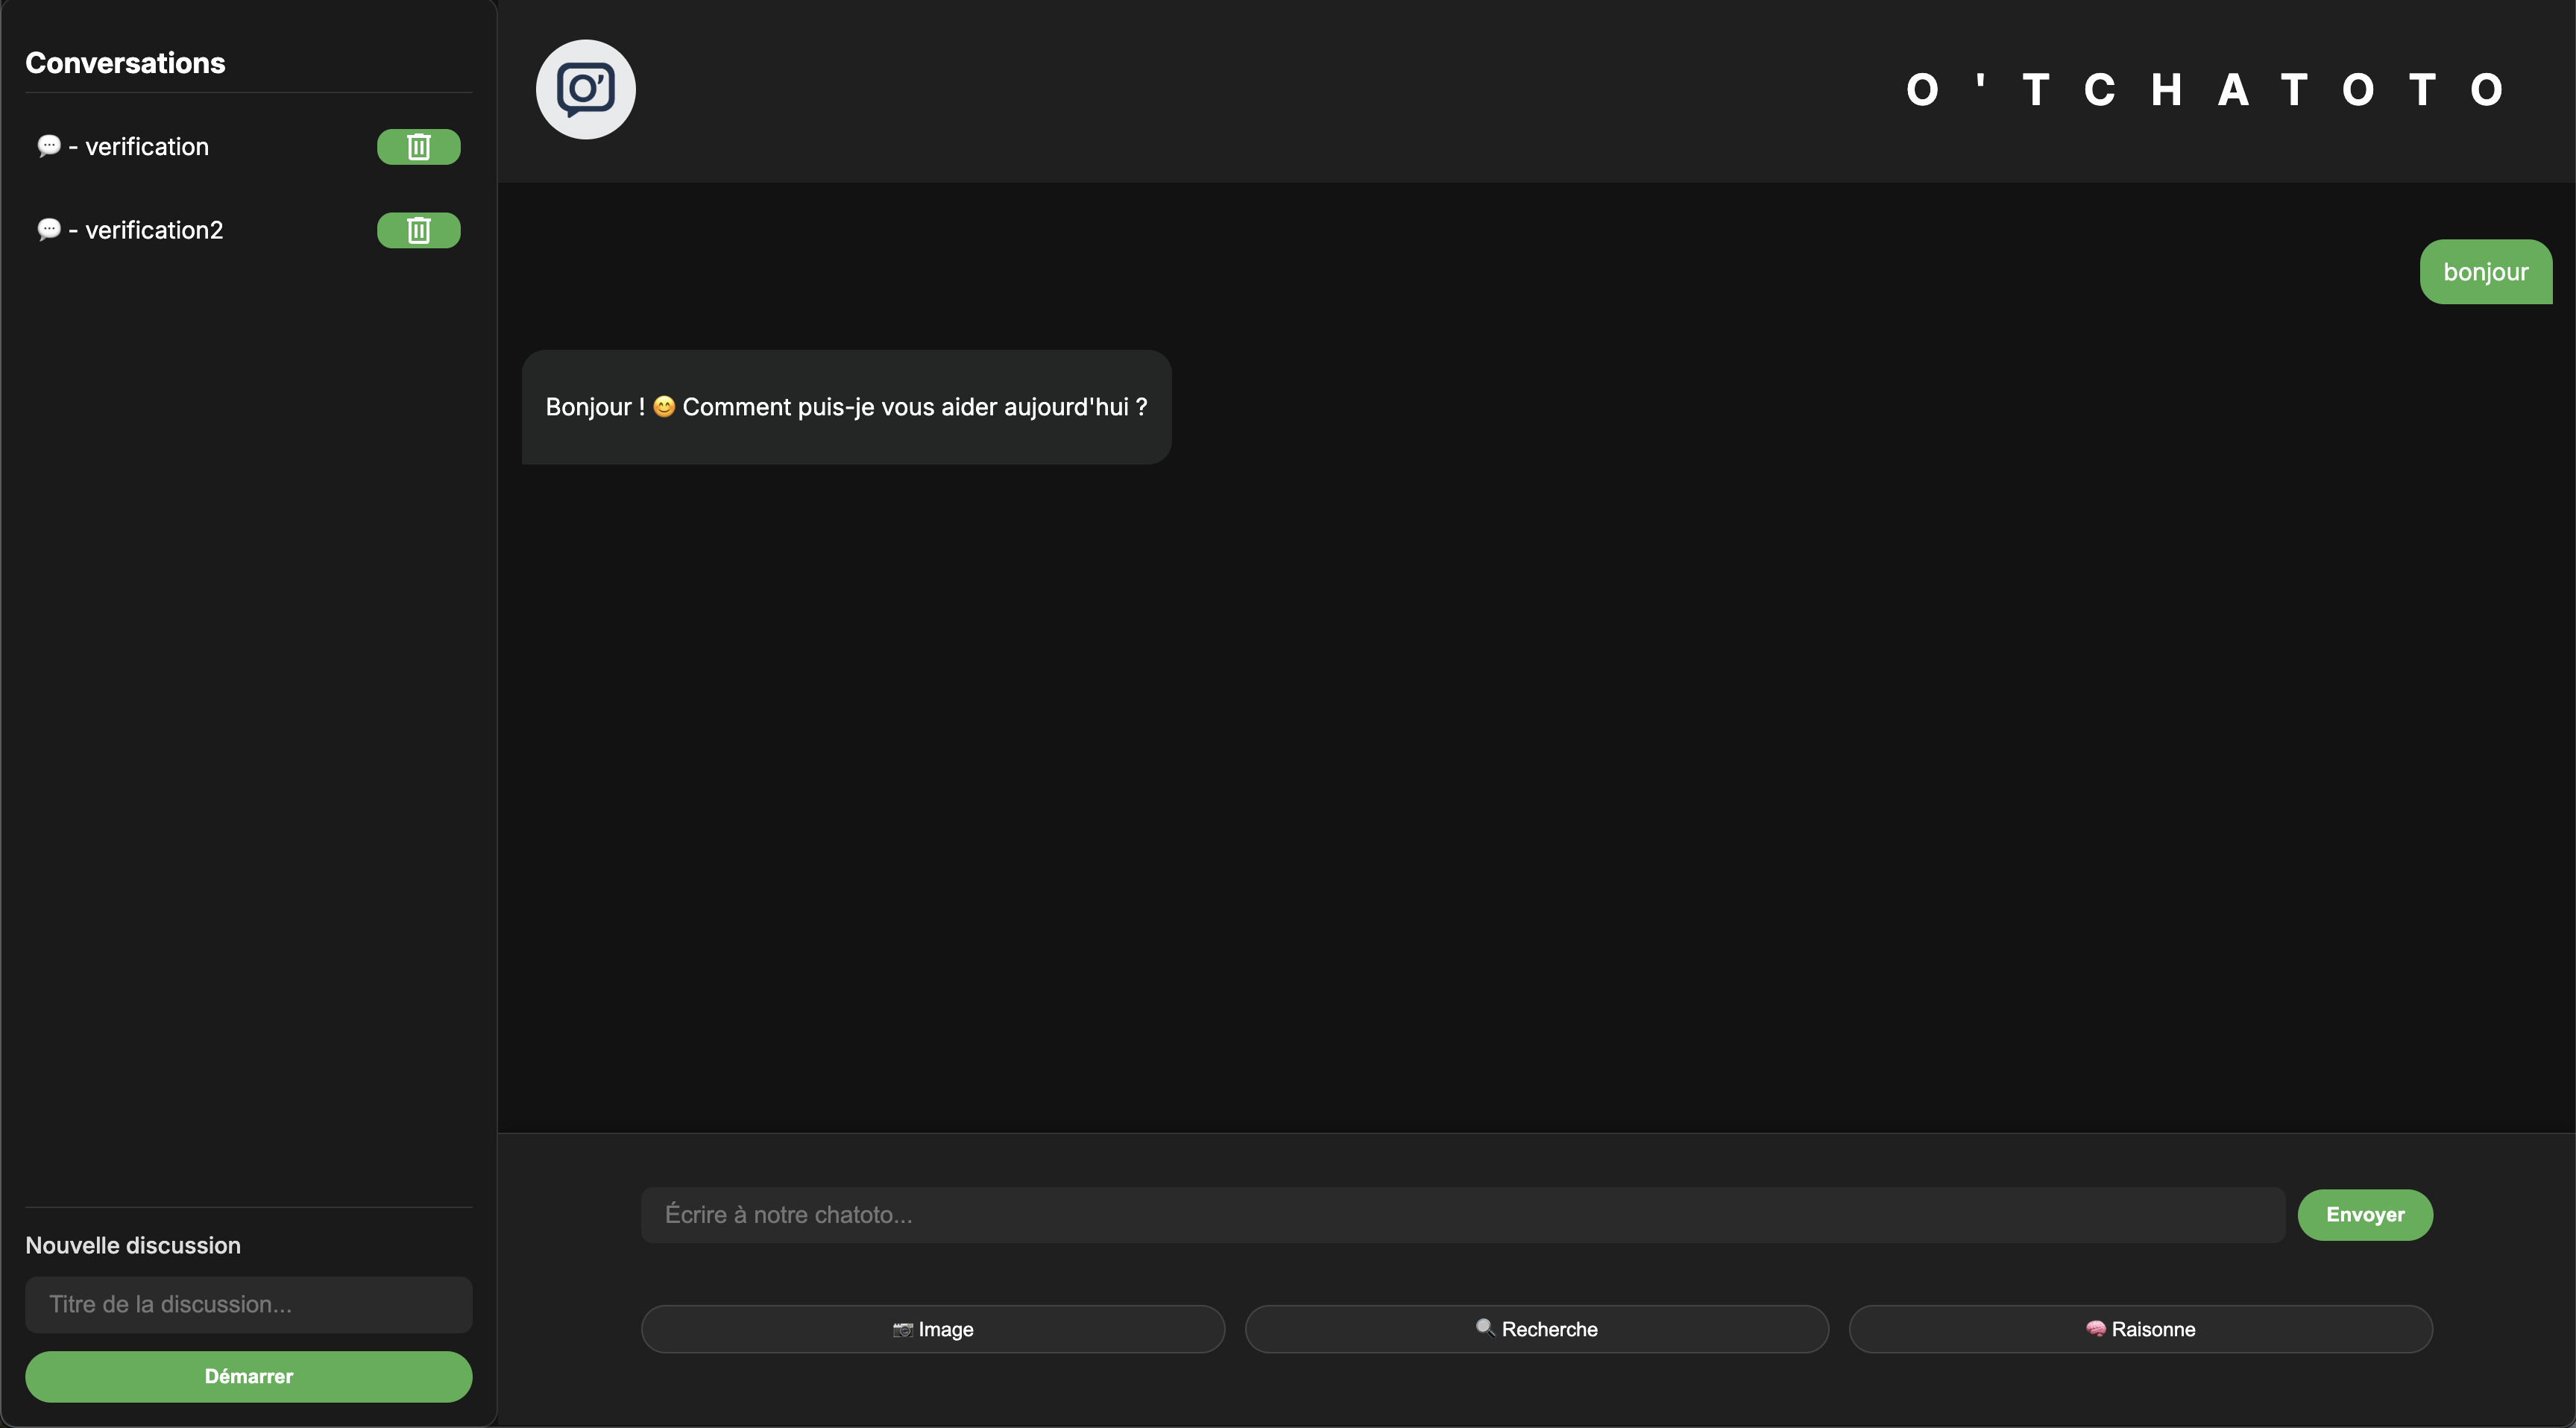 Conversations
💬 - verification
💬 - verification2
Nouvelle discussion
Titre de la discussion...
Démarrer
O'
O'TCHATOTO
bonjour
Bonjour ! 😊 Comment puis-je vous aider aujourd'hui ?
Écrire à notre chatoto...
Envoyer
📷 Image
🔍 Recherche
🧠 Raisonne